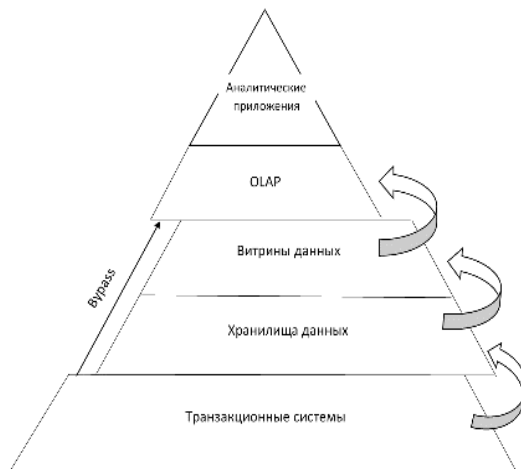 Аналитические
приложения
OLAP
Bypass
Витрины данных
Хранилища данных
Транзакционные системы